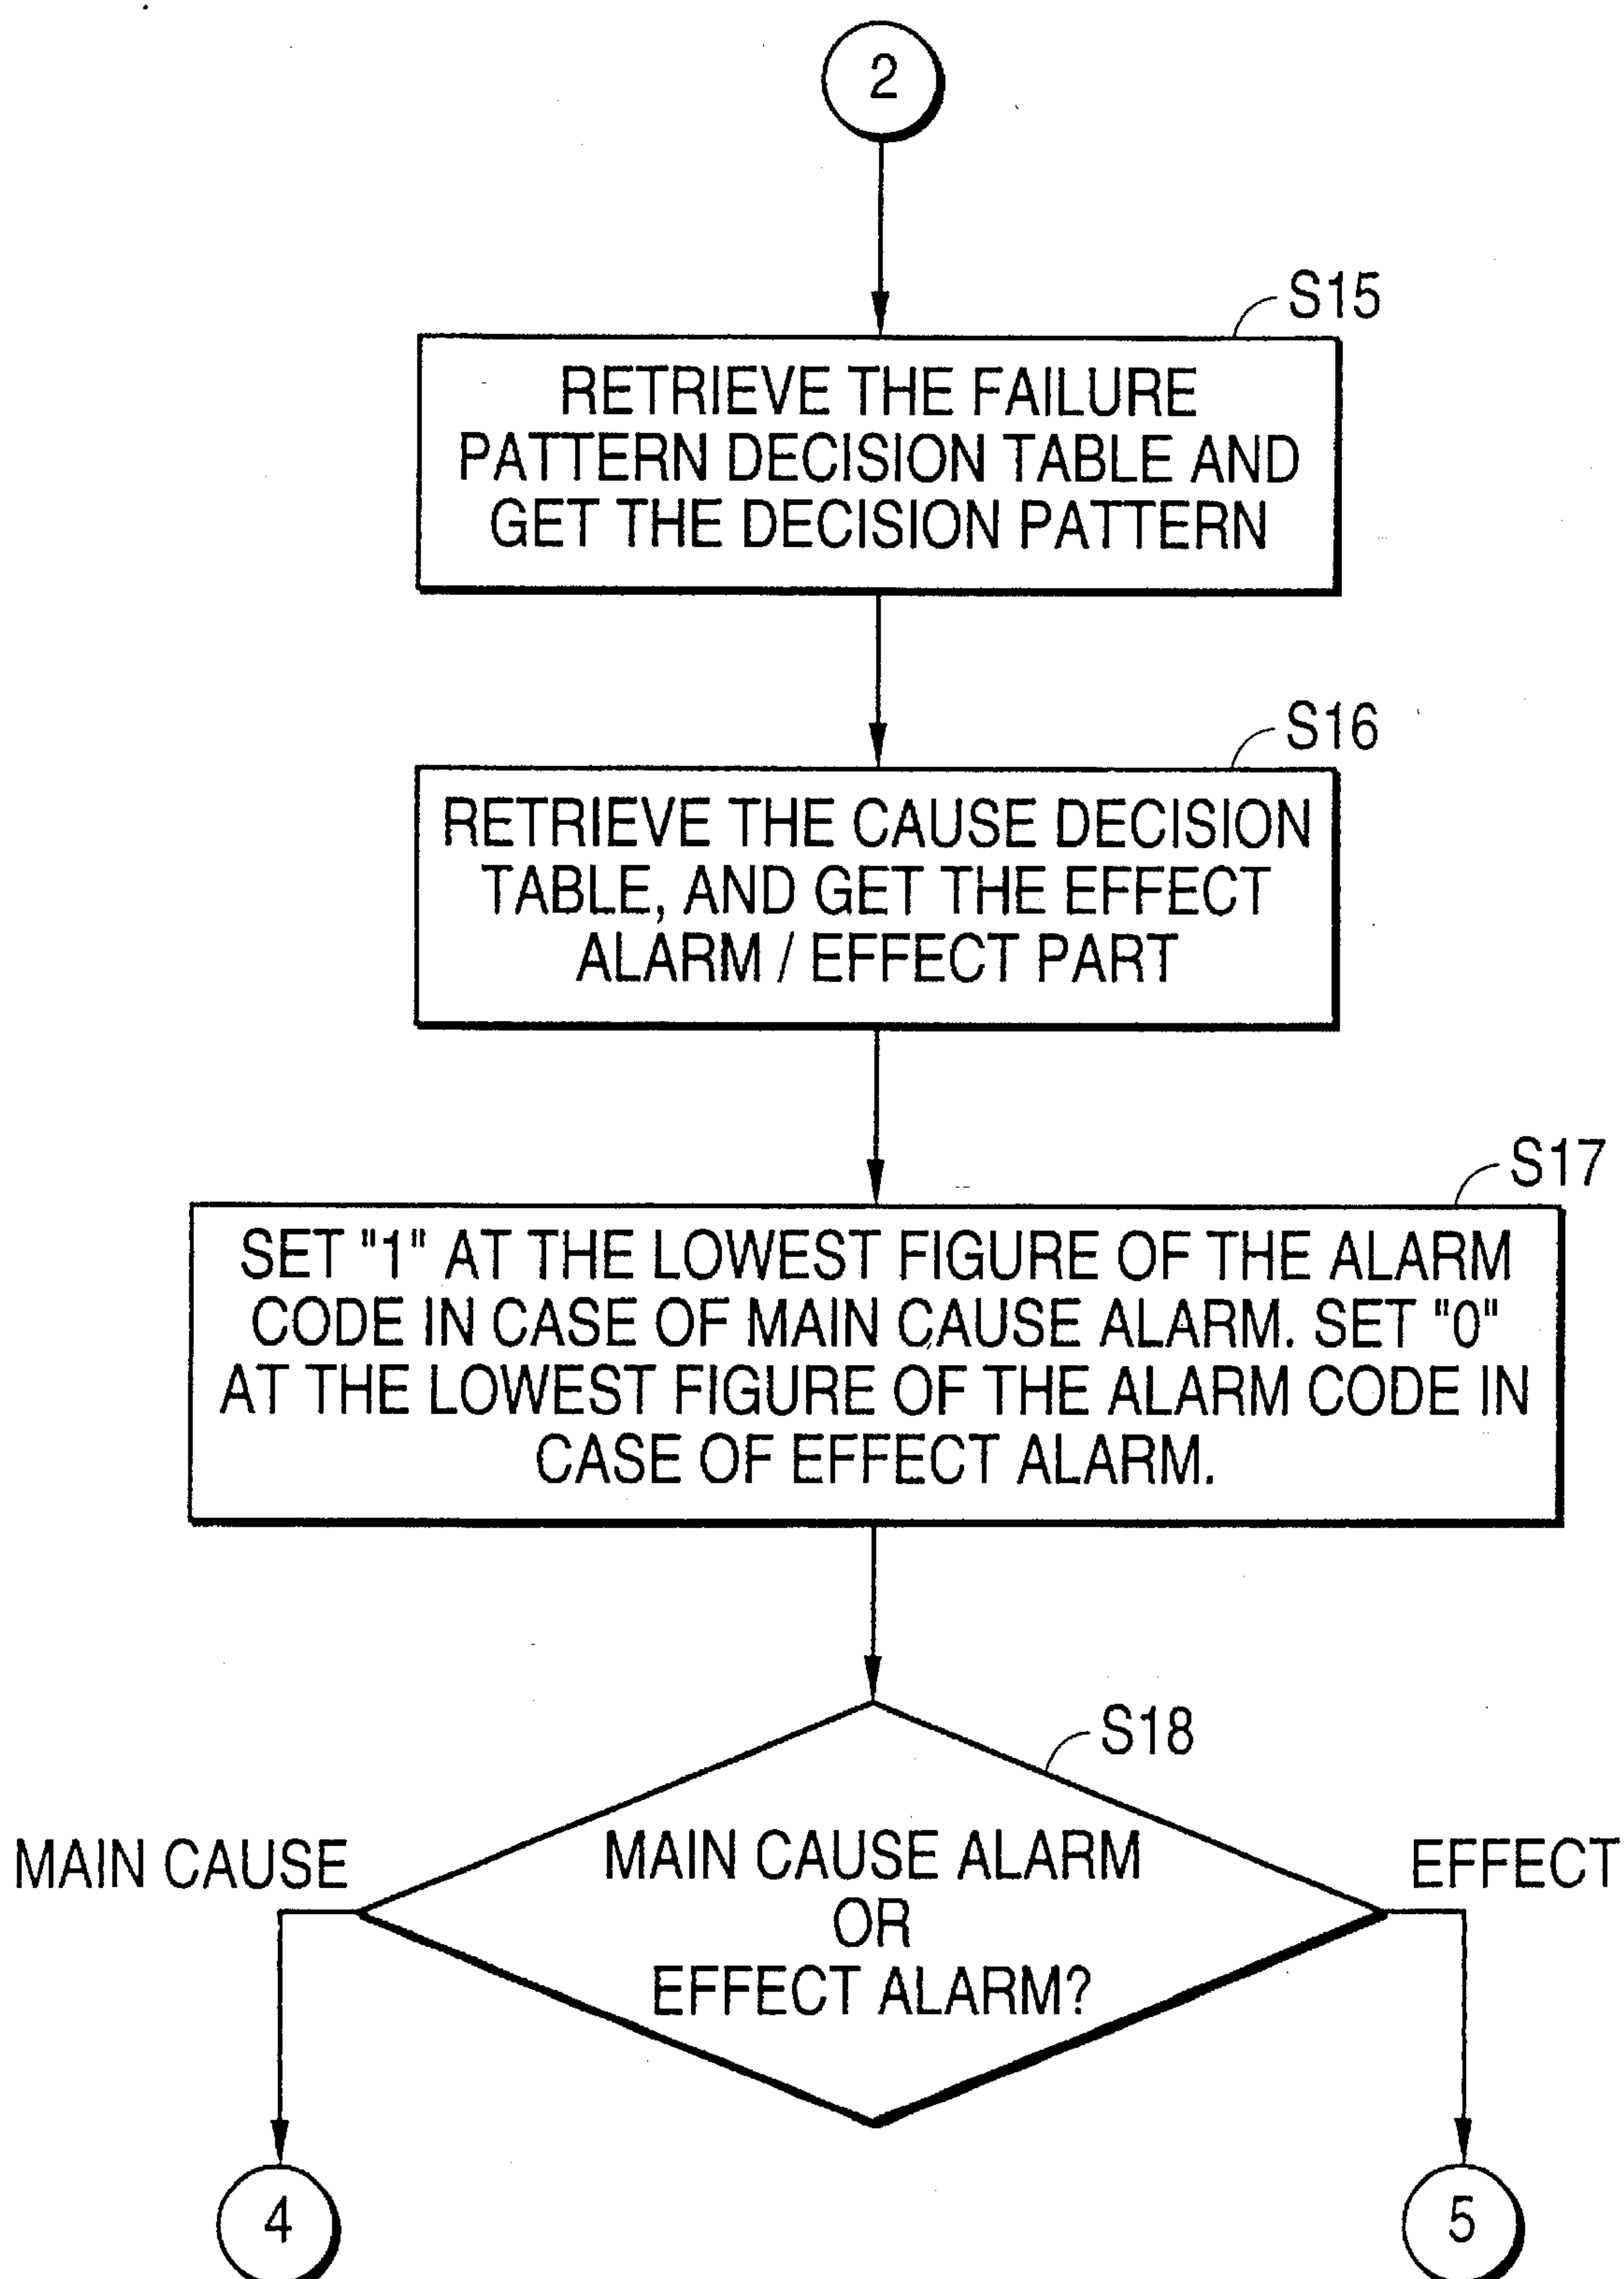 2
S15
RETRIEVE THE FAILURE
PATTERN DECISION TABLE AND
GET THE DECISION PATTERN
S16
RETRIEVE THE CAUSE DECISION
TABLE, AND GET THE EFFECT
ALARM / EFFECT PART
S17
SET "1" AT THE LOWEST FIGURE OF THE ALARM
CODE IN CASE OF MAIN CAUSE ALARM. SET "0"
AT THE LOWEST FIGURE OF THE ALARM CODE IN
CASE OF EFFECT ALARM.
S18
MAIN CAUSE
MAIN CAUSE ALARM
OR
EFFECT ALARM?
EFFECT
4
5